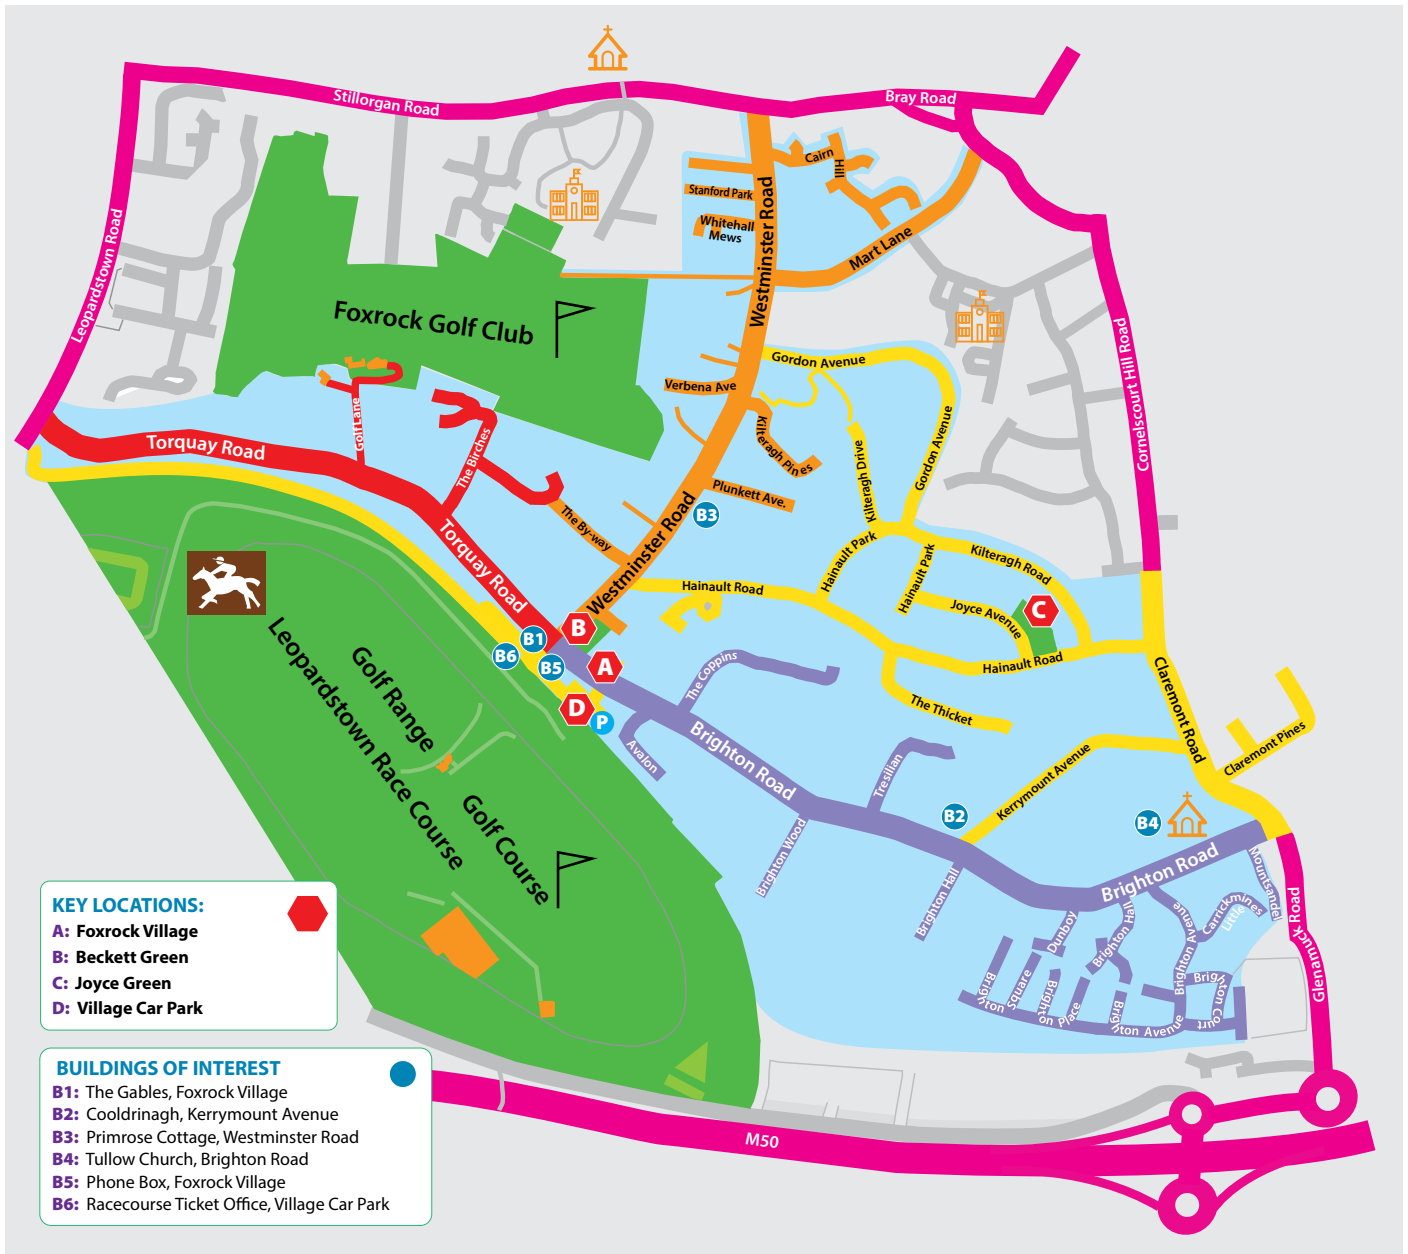 Stillorgan Road
Bray Road
Leopardstown Road
Cairn
Hill
Stanford Park
Whitehall
Mews
Westminster Road
Mart Lane
Foxrock Golf Club
Gordon Avenue
Verbena Ave
Cornelscourt Hill Road
Golf Lane
Torquay Road
The Birches
Kilteragh Pines
Kilteragh Drive
Gordon Avenue
Plunkett Ave.
B3
The By-way
Torquay Road
Westminster Road
Hainault Park
Hainault Park
Kilteragh Road
Hainault Road
Joyce Avenue
C
Hainault Road
B
B1
B6
B5
A
D
P
Leopardstown Race Course
Golf Range
Golf Course
The Coppins
Avalon
Brighton Road
The Thicket
Claremont Road
Claremont Pines
Tresilian
Kerrymount Avenue
B2
B4
Brighton Wood
Brighton Hall
Brighton Road
Mountsandel
Carrickmines
Little
Dunboy
Brighton Hall
Brighton Avenue
Brighton
Court
Brighton
Square
Brighton
Place
Brighton Avenue
Glenamuck Road
M50
KEY LOCATIONS:
A: Foxrock Village
B: Beckett Green
C: Joyce Green
D: Village Car Park
BUILDINGS OF INTEREST
B1: The Gables, Foxrock Village
B2: Cooldrinagh, Kerrymount Avenue
B3: Primrose Cottage, Westminster Road
B4: Tullow Church, Brighton Road
B5: Phone Box, Foxrock Village
B6: Racecourse Ticket Office, Village Car Park